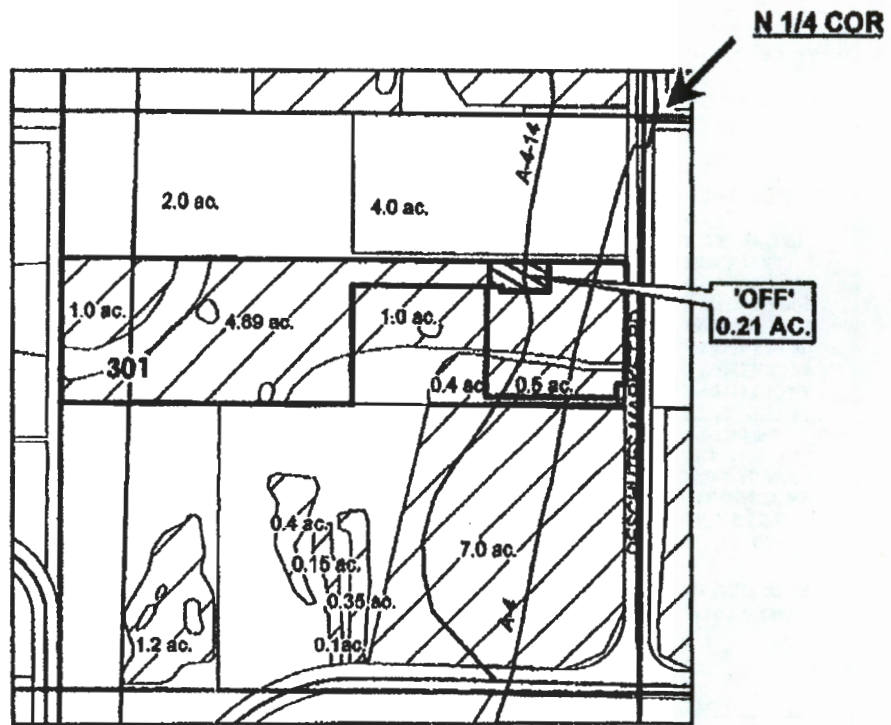 N 1/4 COR
A-4-14
2.0 ac.
4.0 ac.
'OFF'
0.21 AC.
1.0 ac.
4.89 ac.
1.0 ac.
301
0.4 ac
0.5 ac.
0.4 ac.
0.15 ac.
7.0 ac.
0.35 ac.
A-4
0.1ac.
1.2 ac.